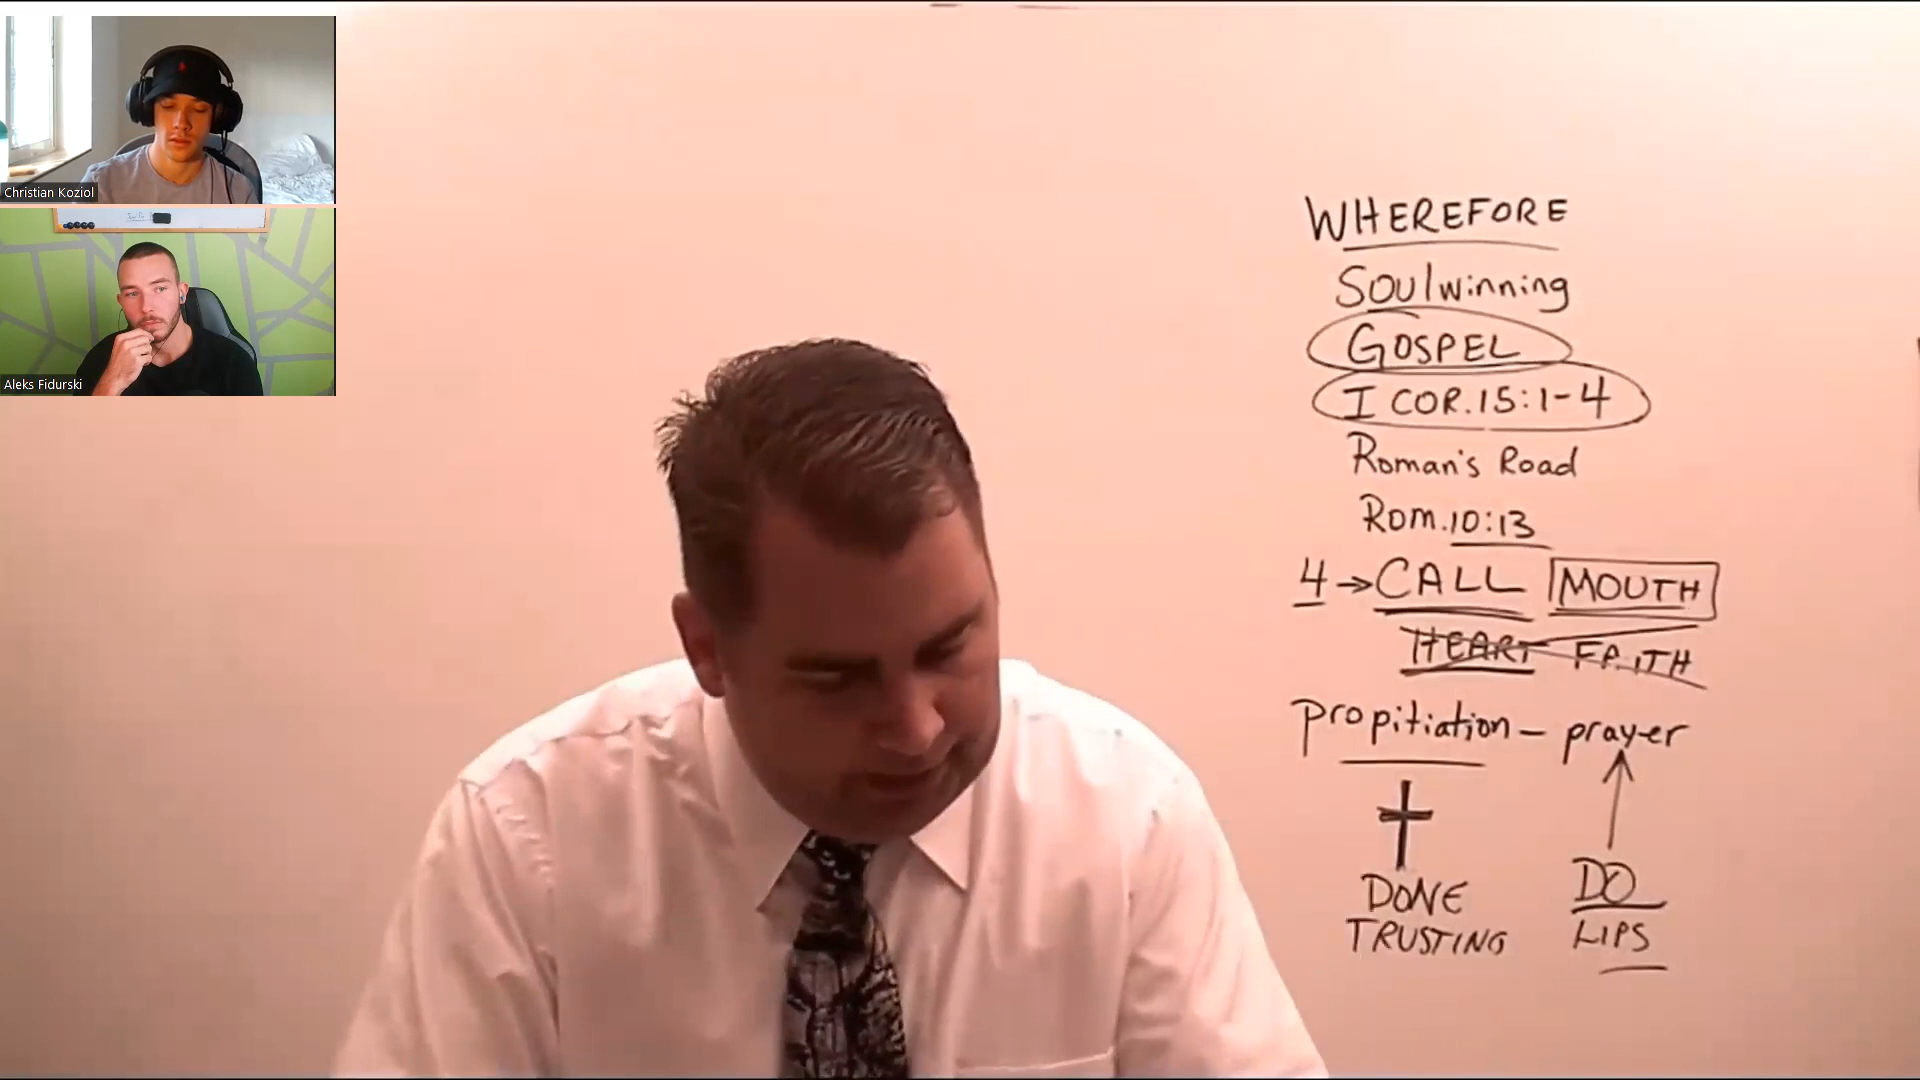 Christian Koziol
Aleks Fidurski
WHEREFORE
Soulwinning
GOSPEL
I COR.15:1-4
Roman's Road
Rom.10:13
4 → CALL MOUTH
HEART FAITH
propitiation - prayer
DONE DO
TRUSTING LIPS